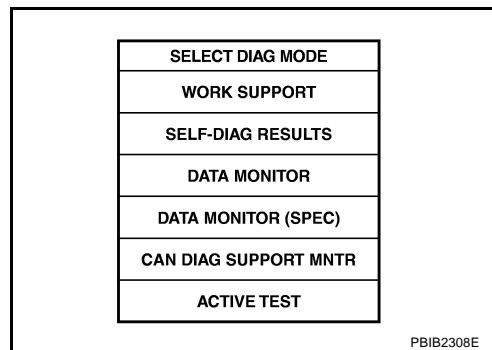 SELECT DIAG MODE
WORK SUPPORT
SELF-DIAG RESULTS
DATA MONITOR
DATA MONITOR (SPEC)
CAN DIAG SUPPORT MNTR
ACTIVE TEST
PBIB2308E